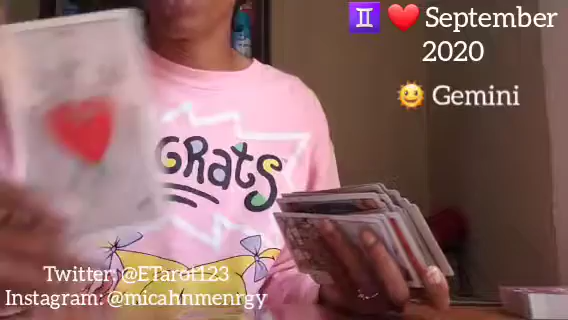 ♊ ❤️ September
2020
🌞 Gemini
GRATS
Twitter: @ETarot123
Instagram: @micahnmenrgy